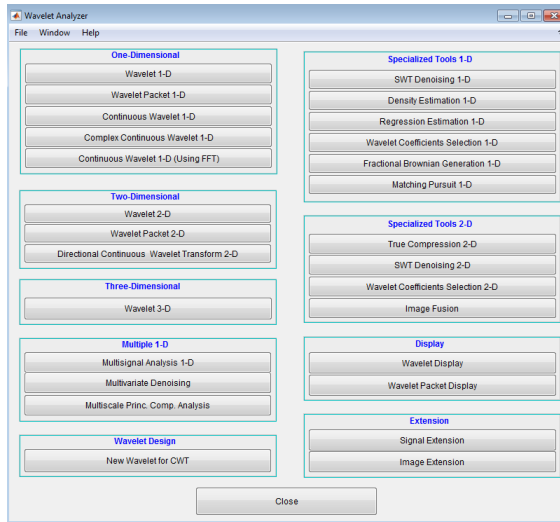 Wavelet Analyzer
File Window Help
One-Dimensional
Wavelet 1-D
Wavelet Packet 1-D
Continuous Wavelet 1-D
Complex Continuous Wavelet 1-D
Continuous Wavelet 1-D (Using FFT)
Two-Dimensional
Wavelet 2-D
Wavelet Packet 2-D
Directional Continuous Wavelet Transform 2-D
Three-Dimensional
Wavelet 3-D
Multiple 1-D
Multisignal Analysis 1-D
Multivariate Denoising
Multiscale Princ. Comp. Analysis
Wavelet Design
New Wavelet for CWT
Specialized Tools 1-D
SWT Denoising 1-D
Density Estimation 1-D
Regression Estimation 1-D
Wavelet Coefficients Selection 1-D
Fractional Brownian Generation 1-D
Matching Pursuit 1-D
Specialized Tools 2-D
True Compression 2-D
SWT Denoising 2-D
Wavelet Coefficients Selection 2-D
Image Fusion
Display
Wavelet Display
Wavelet Packet Display
Extension
Signal Extension
Image Extension
Close